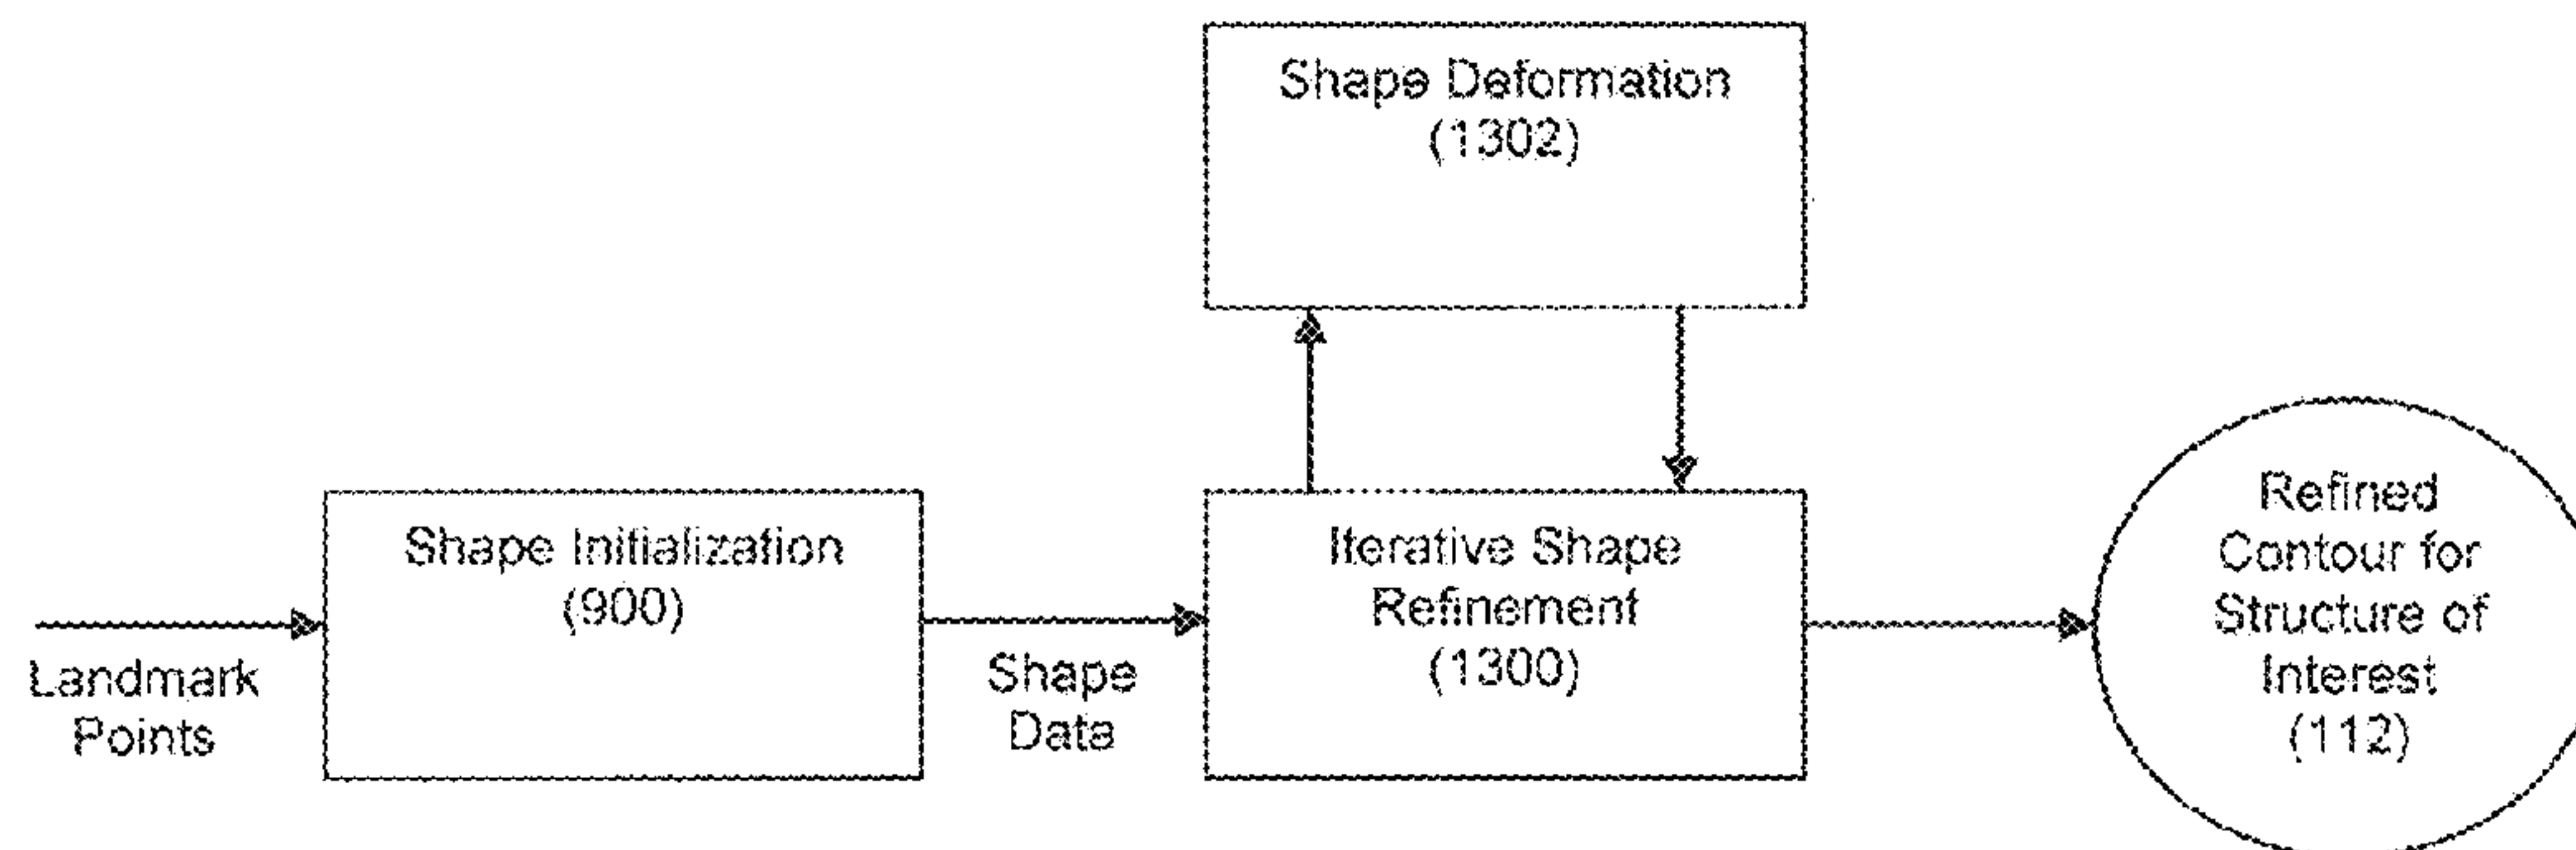 Shape Deformation
(1302)
Shape Initialization
(900)
Iterative Shape
Refinement
(1300)
Refined
Contour for
Structure of
Interest
(112)
Landmark
Points
Shape
Data